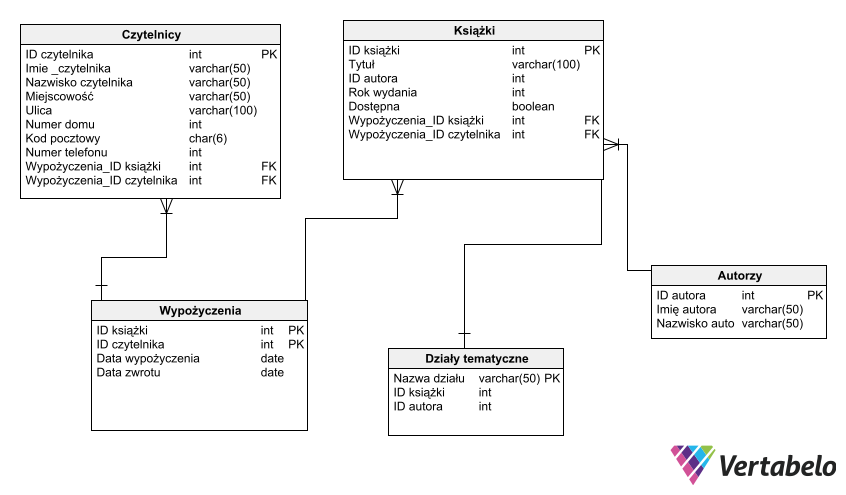 Czytelnicy
ID czytelnika int PK
Imie _czytelnika varchar(50)
Nazwisko czytelnika varchar(50)
Miejscowość varchar(50)
Ulica varchar(100)
Numer domu int
Kod pocztowy char(6)
Numer telefonu int
Wypożyczenia_ID książki int FK
Wypożyczenia_ID czytelnika int FK
Książki
ID książki int PK
Tytuł varchar(100)
ID autora int
Rok wydania int
Dostępna boolean
Wypożyczenia_ID książki int FK
Wypożyczenia_ID czytelnika int FK
Wypożyczenia
ID książki int PK
ID czytelnika int PK
Data wypożyczenia date
Data zwrotu date
Działy tematyczne
Nazwa działu varchar(50) PK
ID książki int
ID autora int
Autorzy
ID autora int PK
Imię autora varchar(50)
Nazwisko auto varchar(50)
Vertabelo